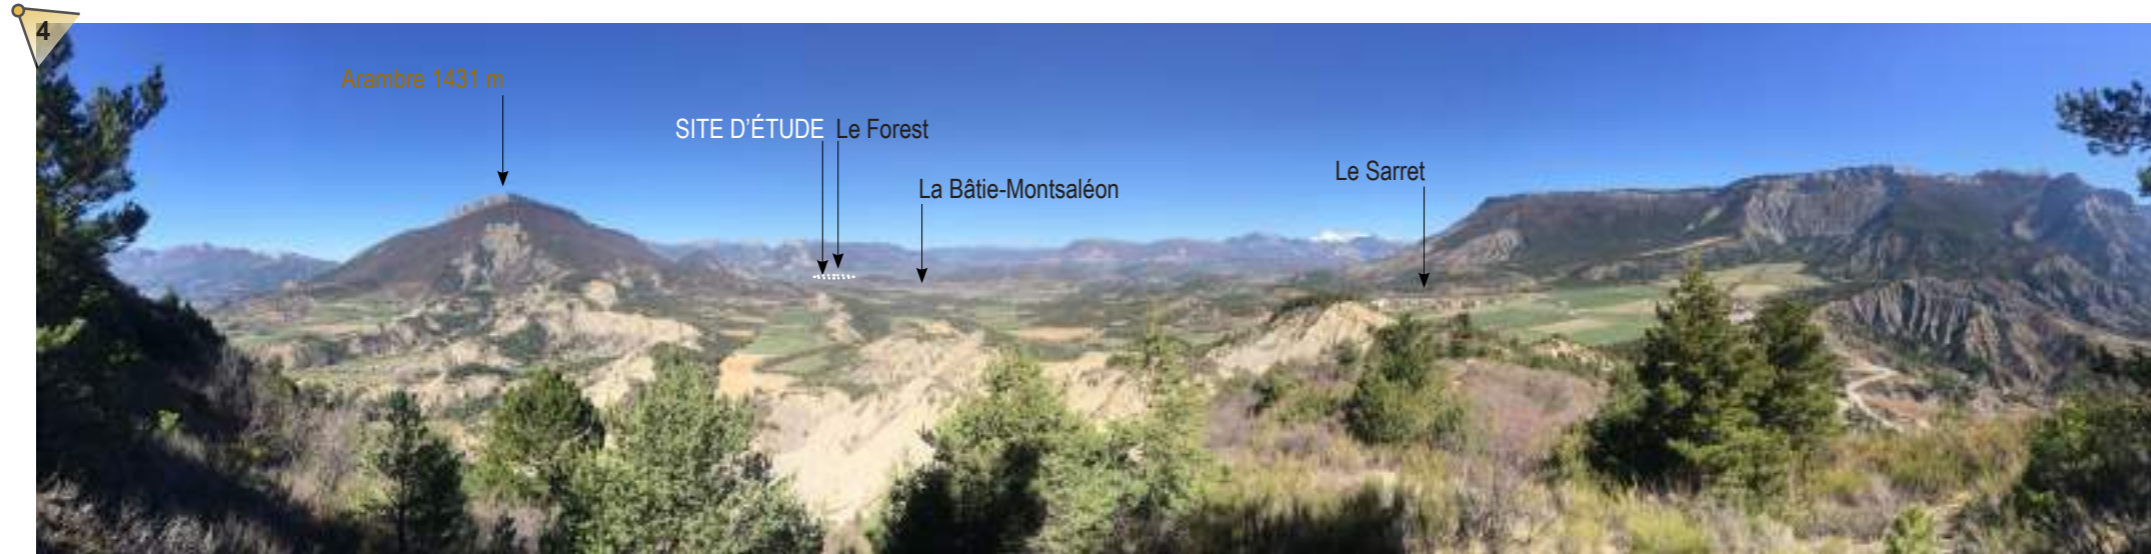 4
Arambre 1431 m
SITE D'ÉTUDE Le Forest
La Bâtie-Montsaléon
Le Sarret